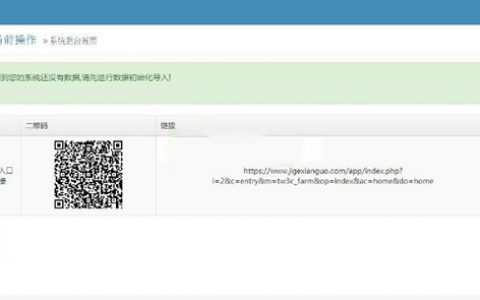 前操作 » 系统后台首页
到您的系统还没有数据,请先进行数据初始化导入!
二维码 链接
入口
https://www.jigexianguo.com/app/index.php?
i=2&c=entry&m=tw3c_farm&op=index&ac=home&do=home